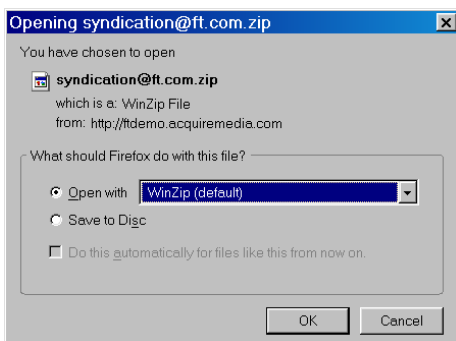 Opening syndication@ft.com.zip
You have chosen to open
syndication@ft.com.zip
which is a: WinZip File
from: http://ftdemo.acquiremedia.com
What should Firefox do with this file?
Open with WinZip (default)
Save to Disc
Do this automatically for files like this from now on.
OK Cancel